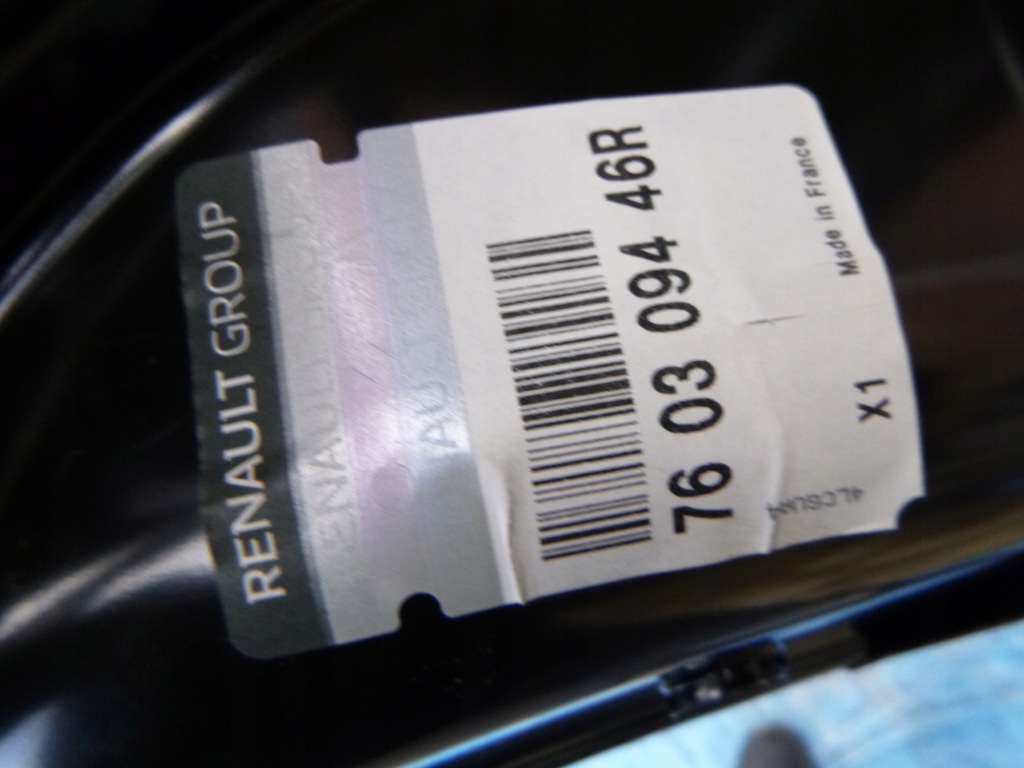 RENAULT GROUP
76 03 094 46R
Made in France
X1